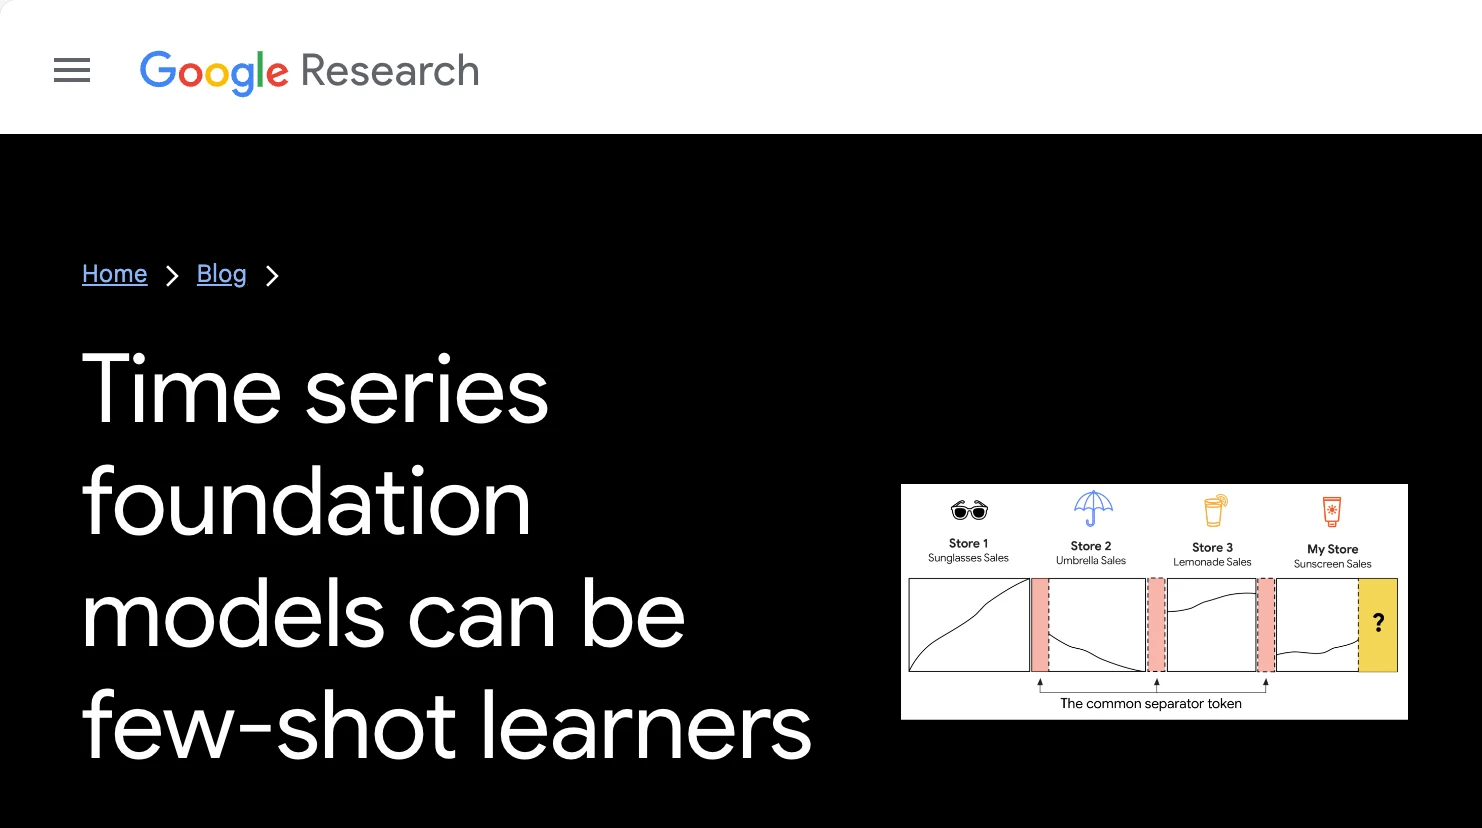 Google Research
Home > Blog >
Time series
foundation
models can be
few-shot learners
Store 1
Sunglasses Sales
Store 2
Umbrella Sales
Store 3
Lemonade Sales
My Store
Sunscreen Sales
?
The common separator token